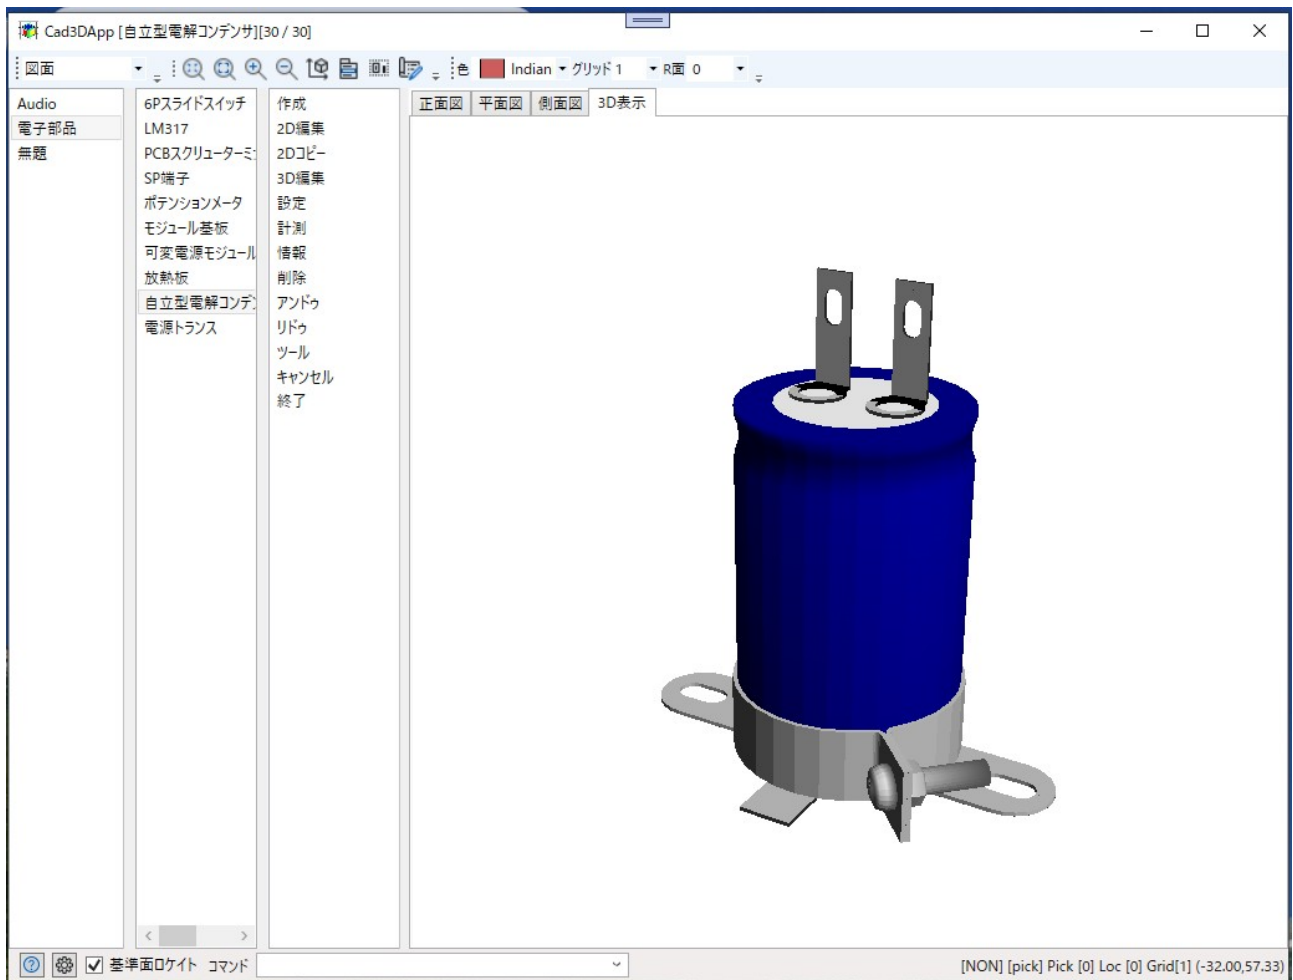 Cad3DApp [自立型電解コンデンサ][30 / 30]
図面
色 Indian グリッド 1 R面 0
Audio
電子部品
無題
6Pスライドスイッチ
LM317
PCBスクリューターミ
SP端子
ポテンションメータ
モジュール基板
可変電源モジュール
放熱板
自立型電解コンデン
電源トランス
作成
2D編集
2Dコピー
3D編集
設定
計測
情報
削除
アンドゥ
リドゥ
ツール
キャンセル
終了
正面図 平面図 側面図 3D表示
基準面ロケイト コマンド
[NON] [pick] Pick [0] Loc [0] Grid[1] (-32.00,57.33)